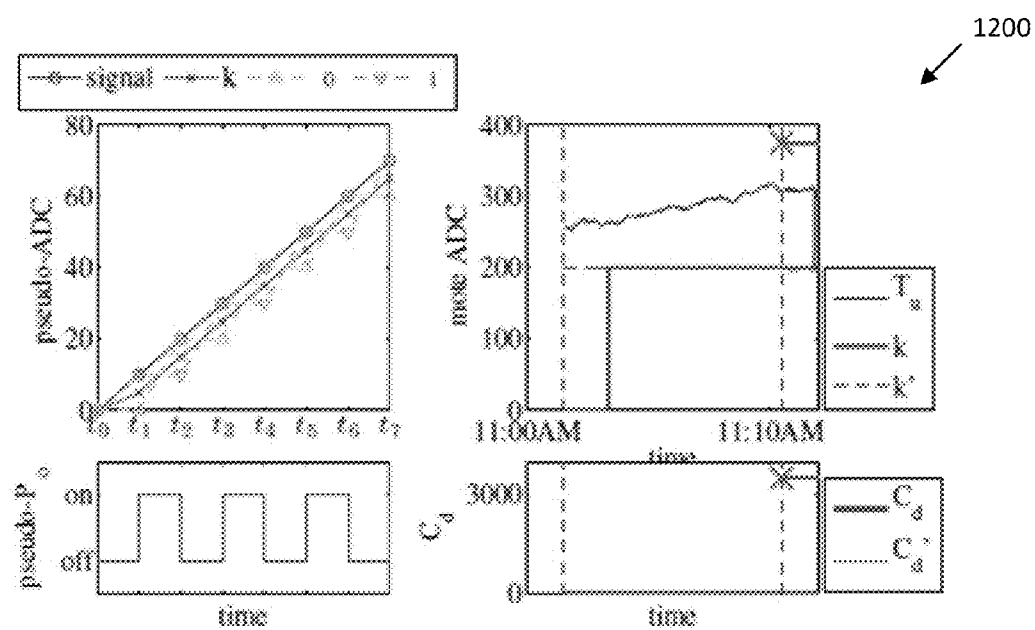 1200
signal k o 1
80
60
40
20
0
pseudo-ADC
t0 t1 t2 t3 t4 t5 t6 t7
400
300
200
100
0
mote ADC
11:00AM 11:10AM
time
k
k'
on
off
pseudo-P
time
3000
0
Cd
time
Cd
Cd'